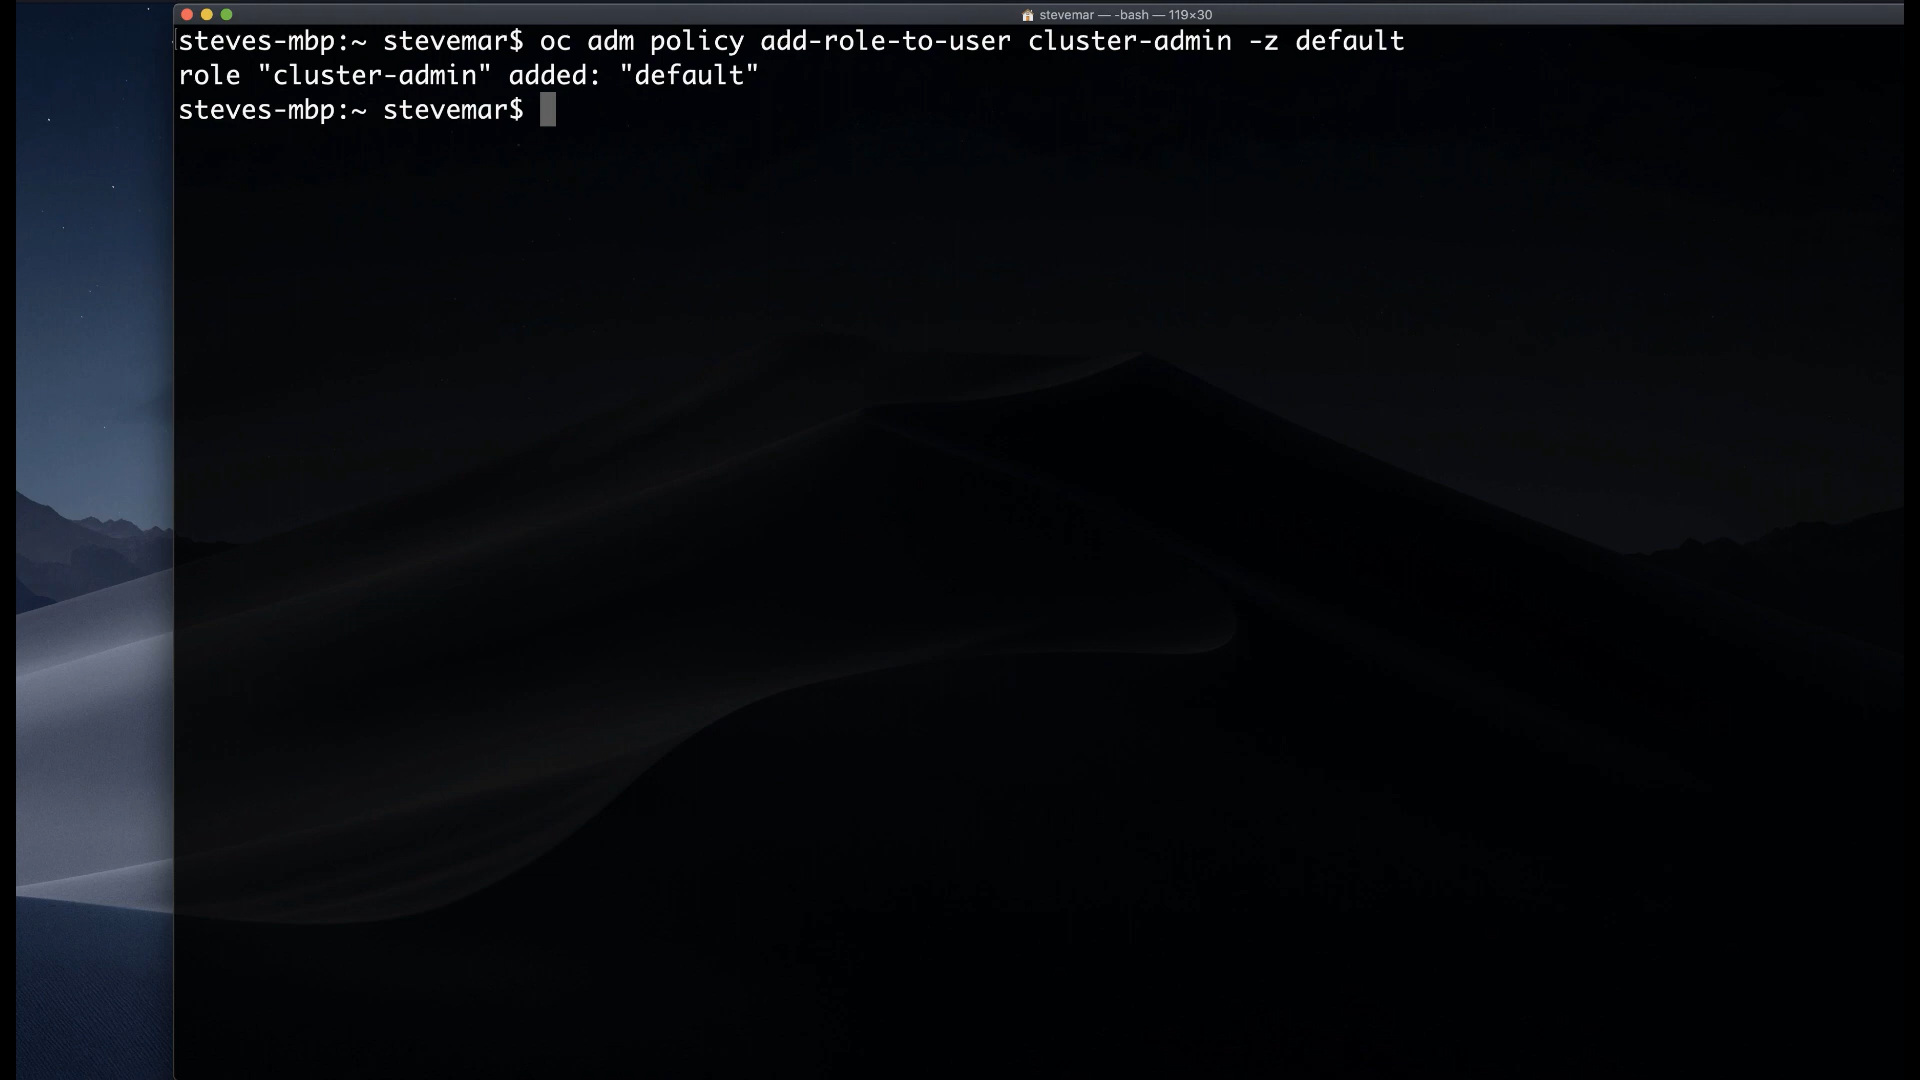 stevemar — -bash — 119×30
steves-mbp:~ stevemar$ oc adm policy add-role-to-user cluster-admin -z default
role "cluster-admin" added: "default"
steves-mbp:~ stevemar$